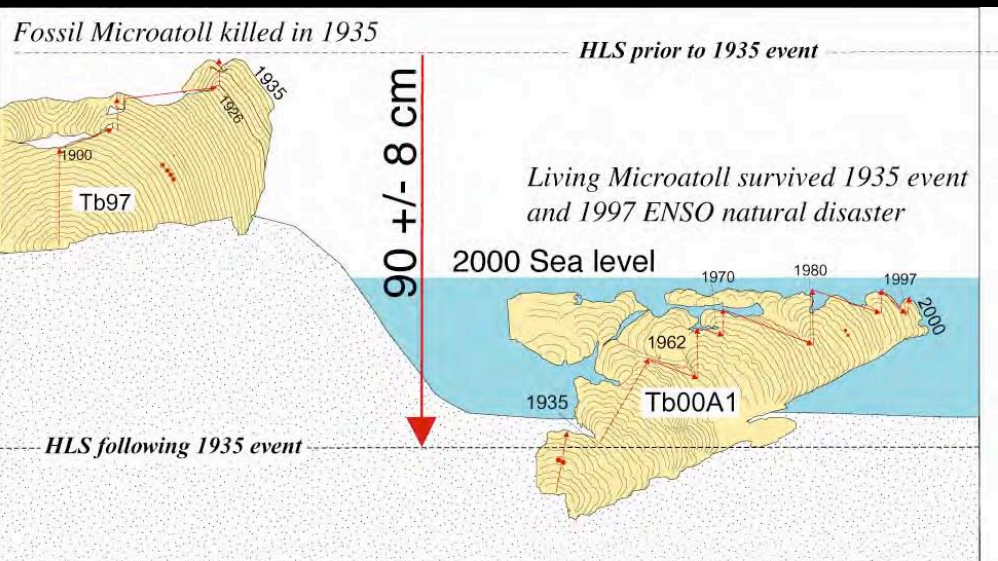 Fossil Microatoll killed in 1935
HLS prior to 1935 event
1935
1926
1900
Tb97
90 +/- 8 cm
Living Microatoll survived 1935 event
and 1997 ENSO natural disaster
2000 Sea level
1970
1980
1997
2000
1962
1935
Tb00A1
HLS following 1935 event